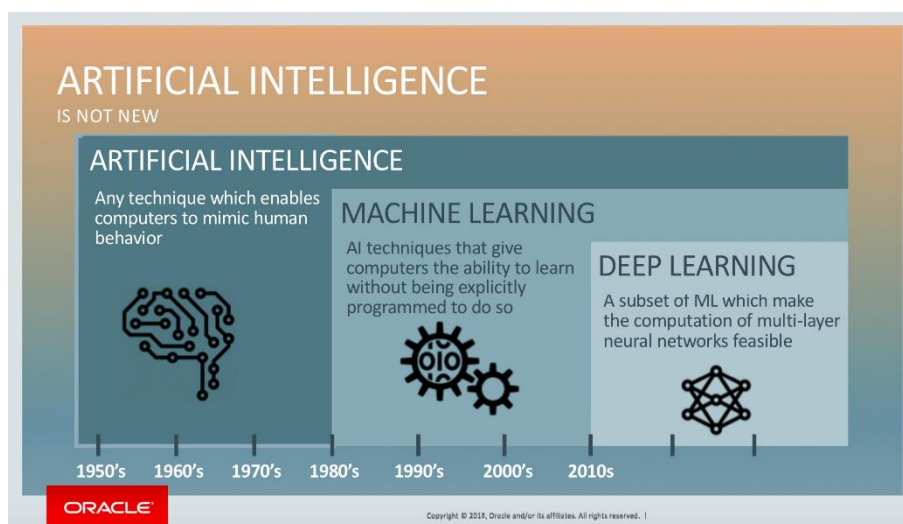 ARTIFICIAL INTELLIGENCE
IS NOT NEW
ARTIFICIAL INTELLIGENCE
Any technique which enables
computers to mimic human
behavior
MACHINE LEARNING
AI techniques that give
computers the ability to learn
without being explicitly
programmed to do so
DEEP LEARNING
A subset of ML which make
the computation of multi-layer
neural networks feasible
1950's 1960's 1970's 1980's 1990's 2000's 2010s
ORACLE
Copyright © 2019, Oracle and/or its affiliates. All rights reserved. |